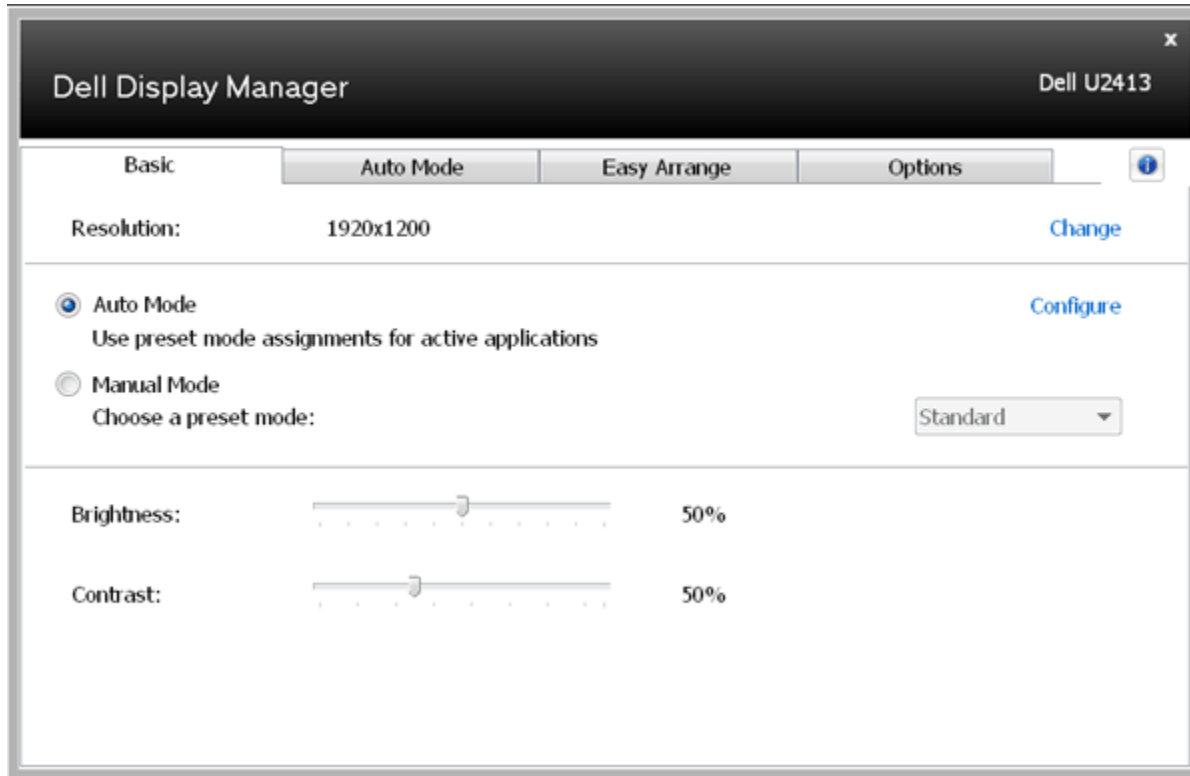 x
Dell Display Manager Dell U2413
Basic Auto Mode Easy Arrange Options
Resolution: 1920x1200 Change
Auto Mode Configure
Use preset mode assignments for active applications
Manual Mode
Choose a preset mode: Standard
Brightness: 50%
Contrast: 50%